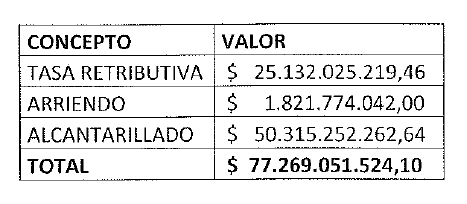 CONCEPTO VALOR
TASA RETRIBUTIVA $ 25.132.025.219,46
ARRIENDO $ 1.821.774.042,00
ALCANTARILLADO $ 50.315.252.262,64
TOTAL $ 77.269.051.524,10